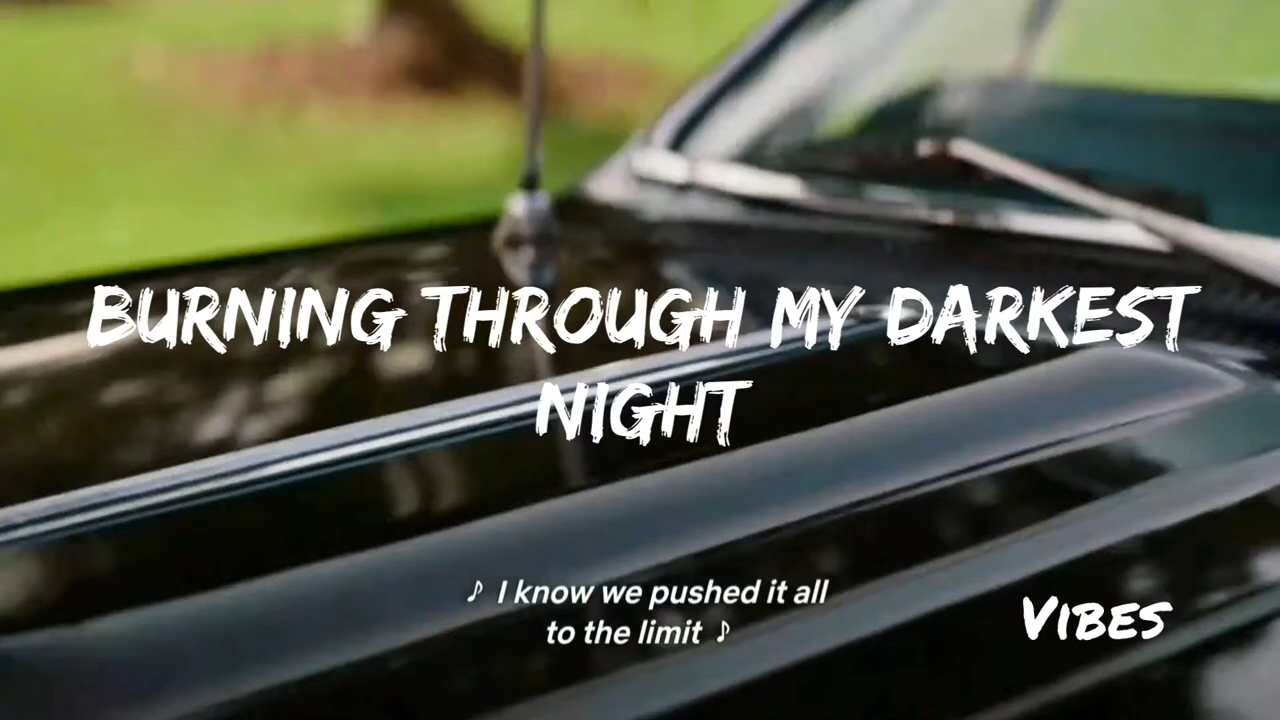 BURNING THROUGH MY DARKEST
NIGHT
♪ I know we pushed it all
to the limit ♪
VIBES